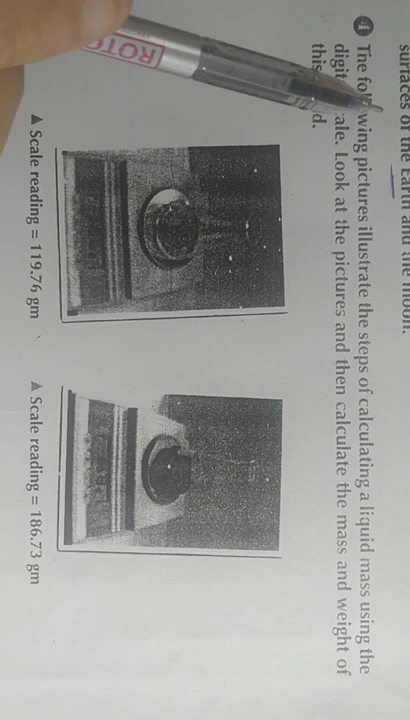 surfaces of the Earth and the moon.
4 The wing pictures illustrate the steps of calculating a liquid mass using the
digit ale. Look at the pictures and then calculate the mass and weight of
this d.
▲ Scale reading = 119.76 gm
▲ Scale reading = 186.73 gm
ROTO